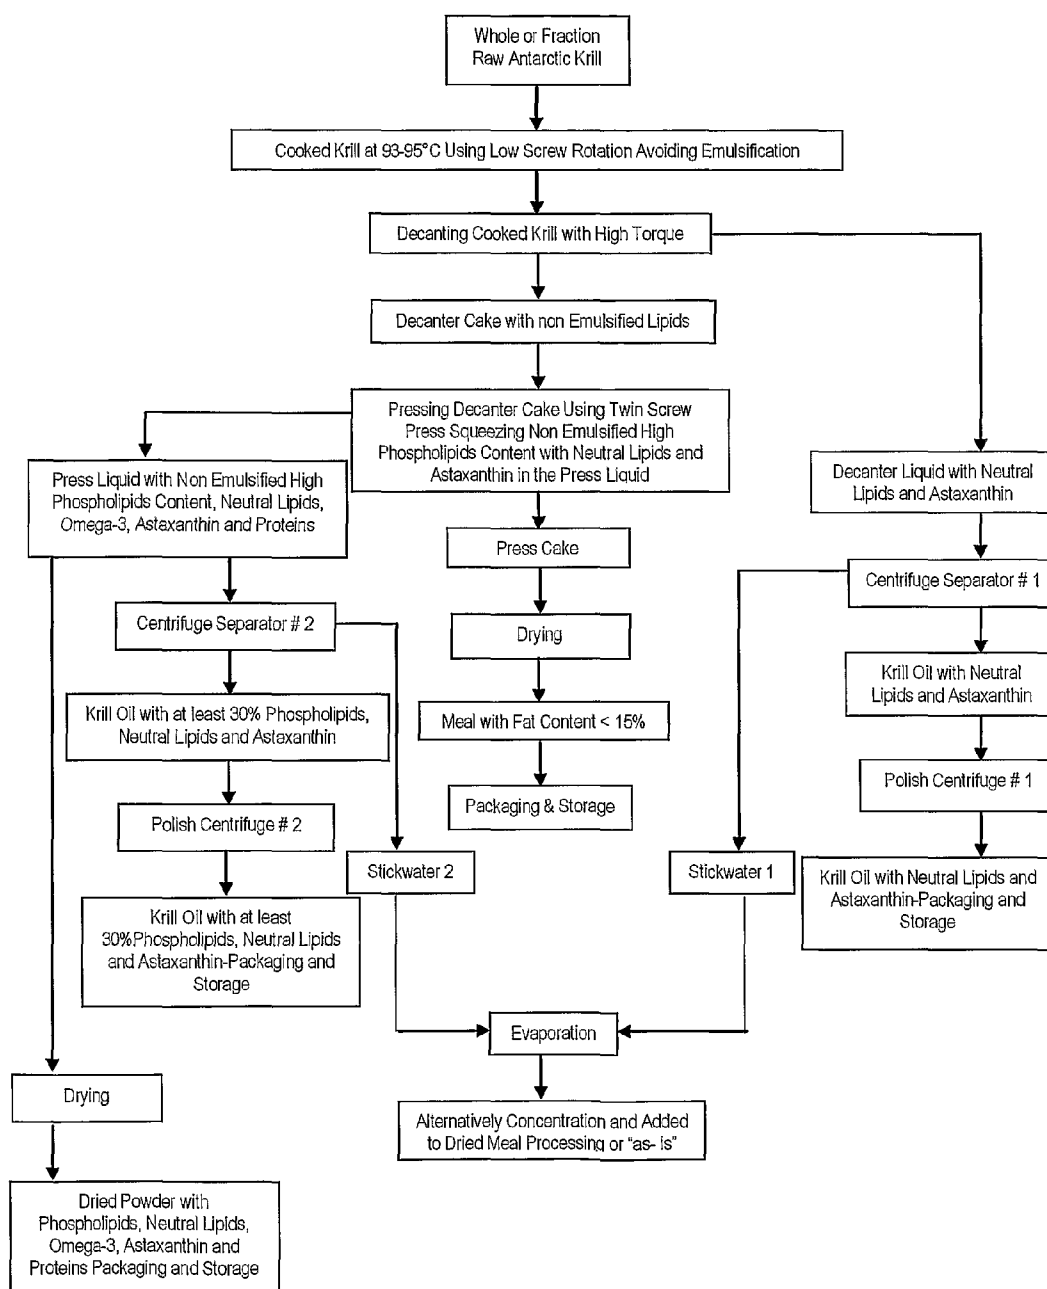 Whole or Fraction
Raw Antarctic Krill
Cooked Krill at 93-95°C Using Low Screw Rotation Avoiding Emulsification
Decanting Cooked Krill with High Torque
Decanter Cake with non Emulsified Lipids
Pressing Decanter Cake Using Twin Screw
Press Squeezing Non Emulsified High
Phospholipids Content with Neutral Lipids and
Astaxanthin in the Press Liquid
Press Liquid with Non Emulsified High
Phospholipids Content, Neutral Lipids,
Omega-3, Astaxanthin and Proteins
Decanter Liquid with Neutral
Lipids and Astaxanthin
Press Cake
Centrifuge Separator # 1
Centrifuge Separator # 2
Drying
Krill Oil with Neutral
Lipids and Astaxanthin
Krill Oil with at least 30% Phospholipids,
Neutral Lipids and Astaxanthin
Meal with Fat Content < 15%
Polish Centrifuge # 1
Packaging & Storage
Polish Centrifuge # 2
Stickwater 2
Stickwater 1
Krill Oil with Neutral Lipids and
Astaxanthin-Packaging and
Storage
Krill Oil with at least
30%Phospholipids, Neutral Lipids
and Astaxanthin-Packaging and
Storage
Evaporation
Drying
Alternatively Concentration and Added
to Dried Meal Processing or “as- is”
Dried Powder with
Phospholipids, Neutral Lipids,
Omega-3, Astaxanthin and
Proteins Packaging and Storage